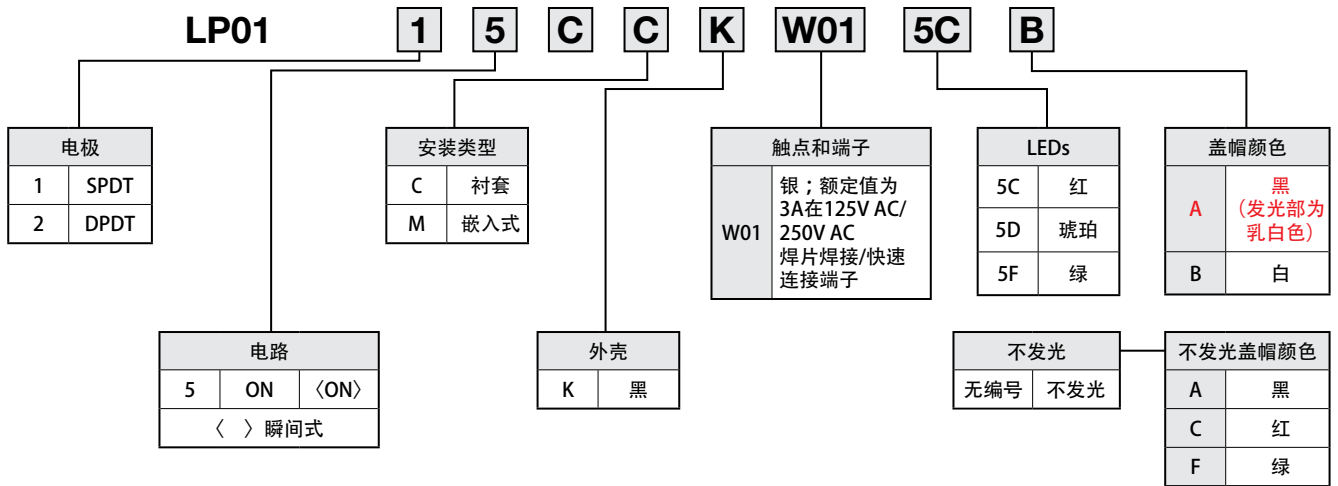 LP01 1 5 C C K W01 5C B
电极
1 SPDT
2 DPDT
安装类型
C 衬套
M 嵌入式
触点和端子
W01
银；额定值为
3A在125V AC/
250V AC
焊片焊接/快速
连接端子
LEDs
5C 红
5D 琥珀
5F 绿
盖帽颜色
A
黑
（发光部为
乳白色）
B 白
电路
5 ON 〈ON〉
〈 〉瞬间式
外壳
K 黑
不发光
无编号 不发光
不发光盖帽颜色
A 黑
C 红
F 绿